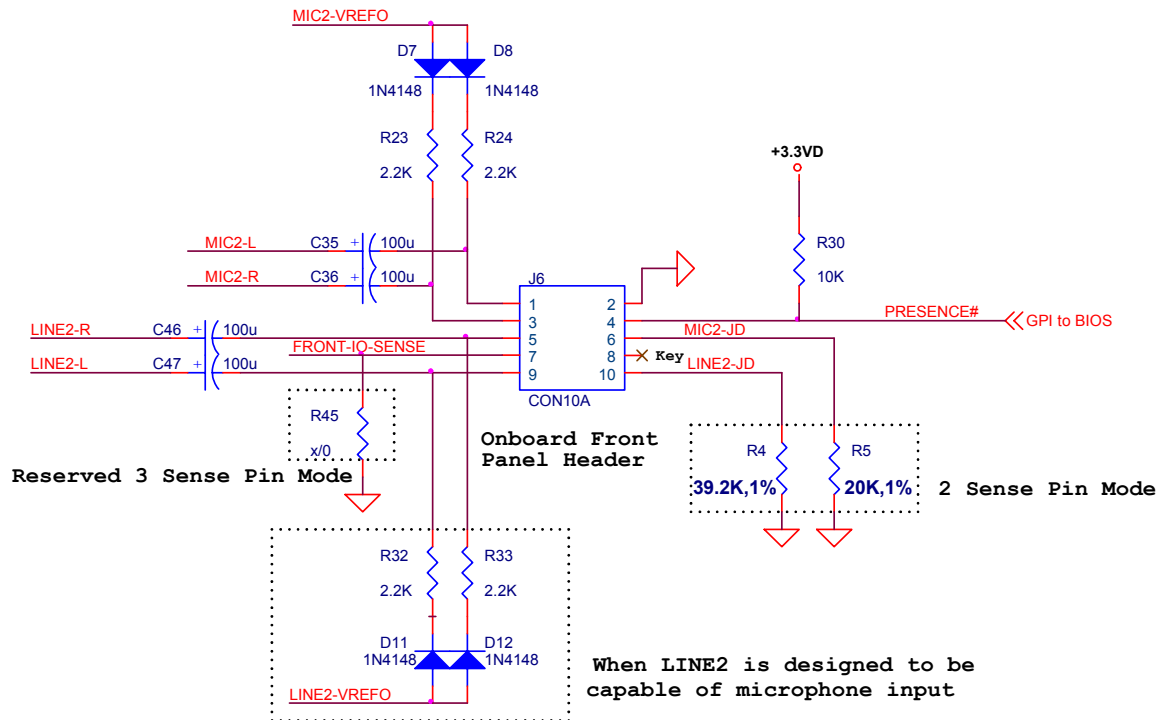 MIC2-VREFO
D7
D8
1N4148
1N4148
R23
R24
2.2K
2.2K
+3.3VD
R30
10K
MIC2-L
C35
+
100u
MIC2-R
C36
+
100u
J6
1
2
3
4
5
6
7
8
9
10
CON10A
PRESENCE#
GPI to BIOS
MIC2-JD
Key
LINE2-JD
LINE2-R
C46
+
100u
FRONT-IO-SENSE
LINE2-L
C47
+
100u
R45
x/0
Reserved 3 Sense Pin Mode
Onboard Front
Panel Header
R4
R5
39.2K,1%
20K,1%
2 Sense Pin Mode
R32
R33
2.2K
2.2K
D11
D12
1N4148
1N4148
LINE2-VREFO
When LINE2 is designed to be
capable of microphone input